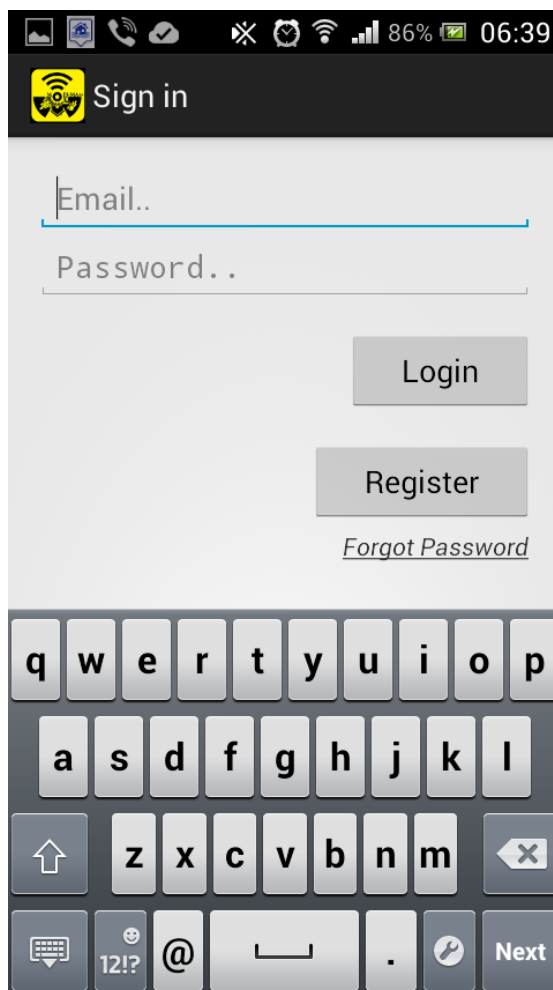 86% 06:39
Sign in
Email..
Password..
Login
Register
Forgot Password
q w e r t y u i o p
a s d f g h j k l
z x c v b n m
12!? @ . Next